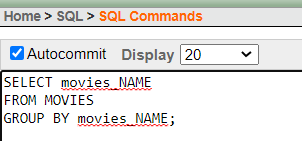 Home > SQL > SQL Commands
Autocommit Display 20
SELECT movies_NAME
FROM MOVIES
GROUP BY movies_NAME;